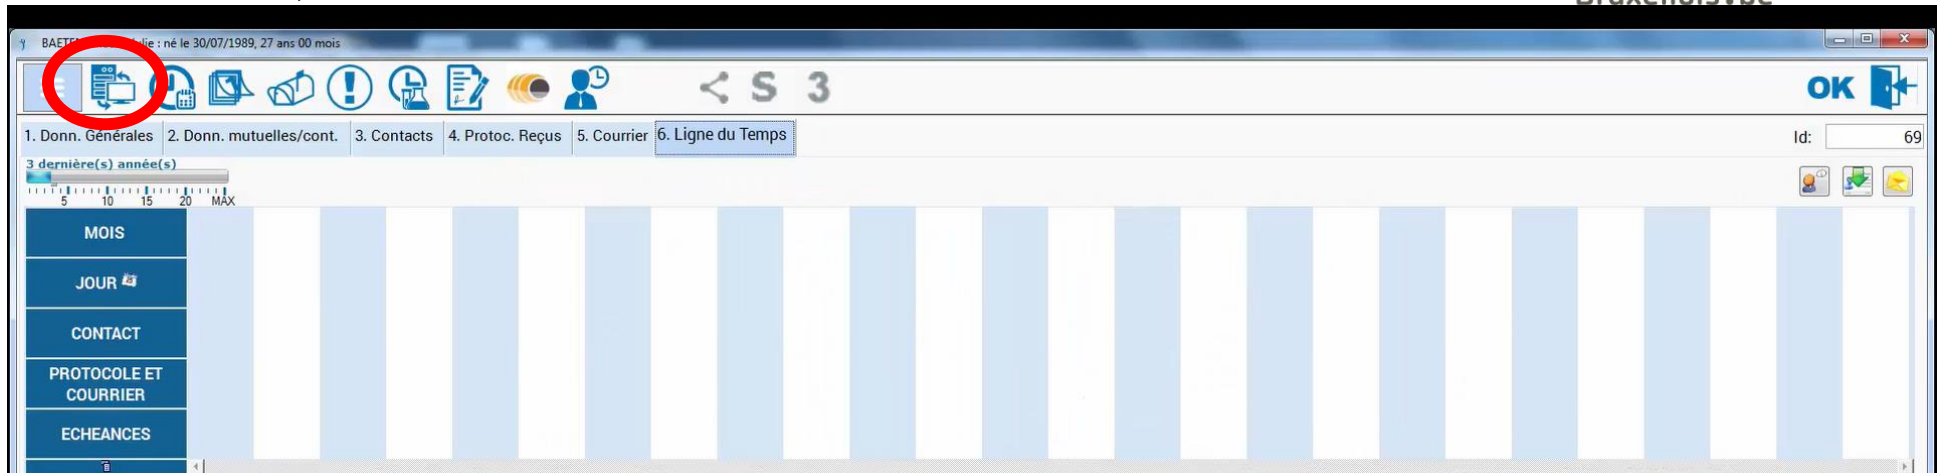 Bruxellois.be
BAETE lie : né le 30/07/1989, 27 ans 00 mois
S 3 OK
1. Donn. Générales 2. Donn. mutuelles/cont. 3. Contacts 4. Protoc. Reçus 5. Courrier 6. Ligne du Temps Id: 69
3 dernière(s) année(s)
5 10 15 20 MAX
MOIS
JOUR
CONTACT
PROTOCOLE ET
COURRIER
ECHEANCES